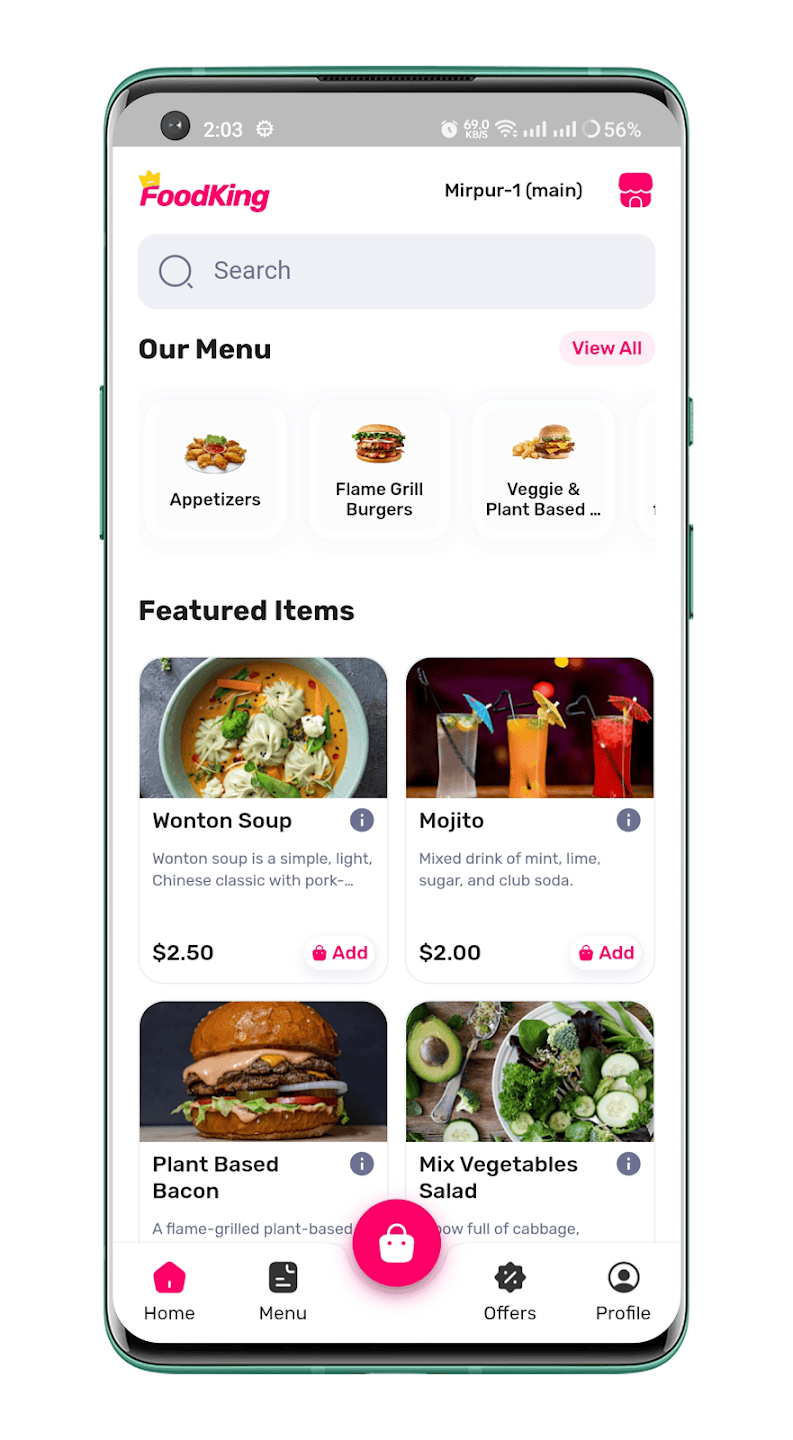 2:03
69.0
KB/S
56%
FoodKing
Mirpur-1 (main)
Search
Our Menu
View All
Appetizers
Flame Grill
Burgers
Veggie &
Plant Based ...
Featured Items
Wonton Soup
Wonton soup is a simple, light,
Chinese classic with pork-...
$2.50
Add
Mojito
Mixed drink of mint, lime,
sugar, and club soda.
$2.00
Add
Plant Based
Bacon
A flame-grilled plant-based
Mix Vegetables
Salad
full of cabbage,
Home
Menu
Offers
Profile